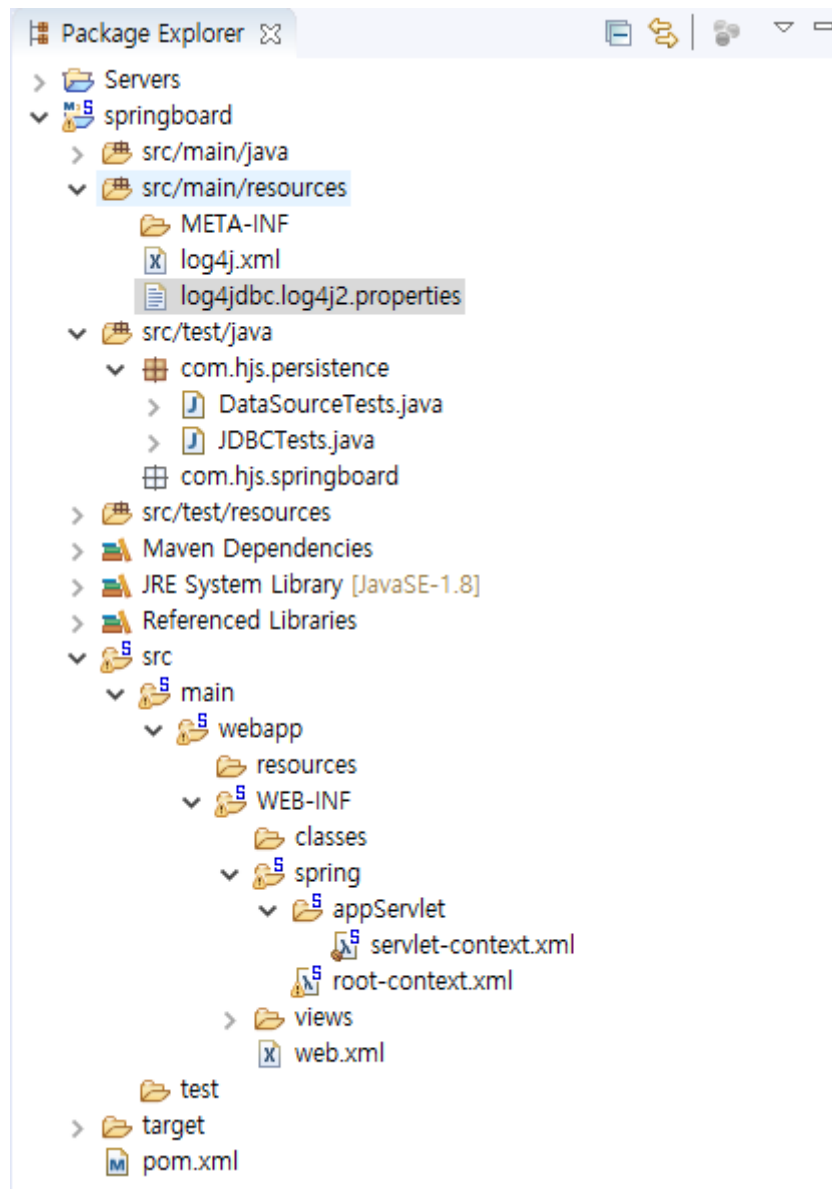 Package Explorer
Servers
springboard
src/main/java
src/main/resources
META-INF
log4j.xml
log4jdbc.log4j2.properties
src/test/java
com.hjs.persistence
DataSourceTests.java
JDBCTests.java
com.hjs.springboard
src/test/resources
Maven Dependencies
JRE System Library [JavaSE-1.8]
Referenced Libraries
src
main
webapp
resources
WEB-INF
classes
spring
appServlet
servlet-context.xml
root-context.xml
views
web.xml
test
target
pom.xml